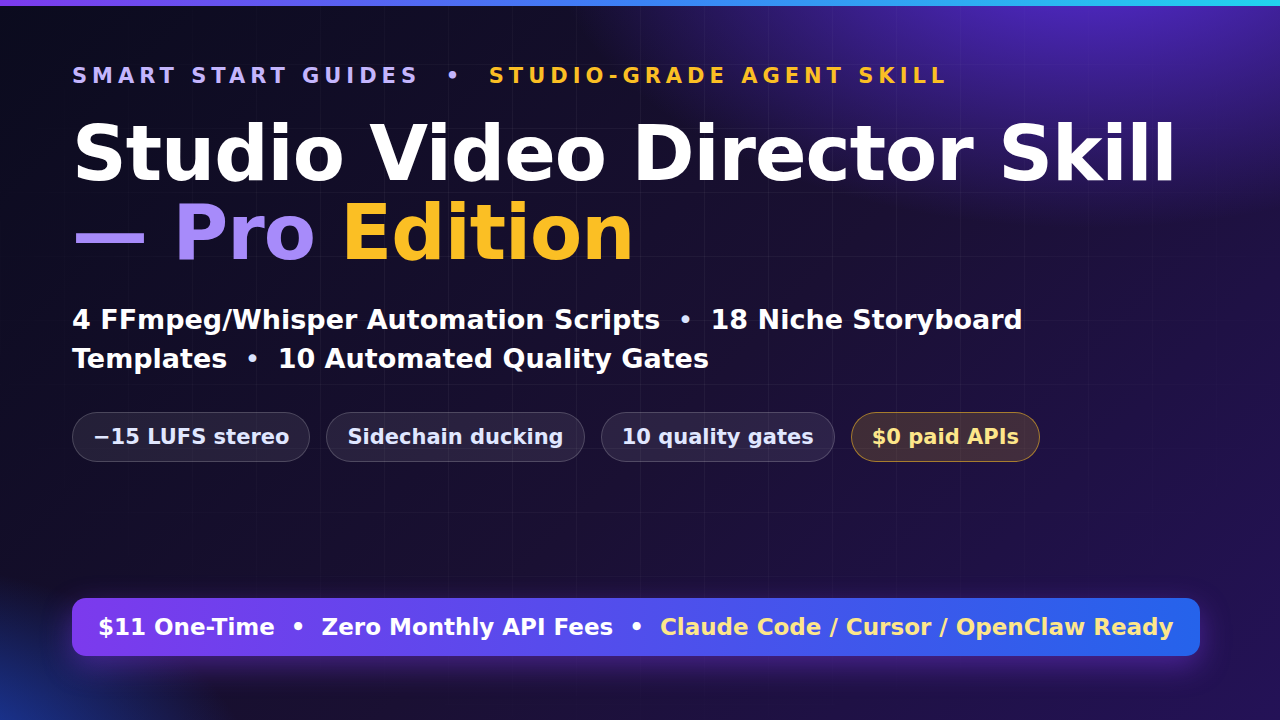 SMART START GUIDES • STUDIO-GRADE AGENT SKILL
Studio Video Director Skill
— Pro Edition
4 FFmpeg/Whisper Automation Scripts • 18 Niche Storyboard
Templates • 10 Automated Quality Gates
−15 LUFS stereo Sidechain ducking 10 quality gates $0 paid APIs
$11 One-Time • Zero Monthly API Fees • Claude Code / Cursor / OpenClaw Ready